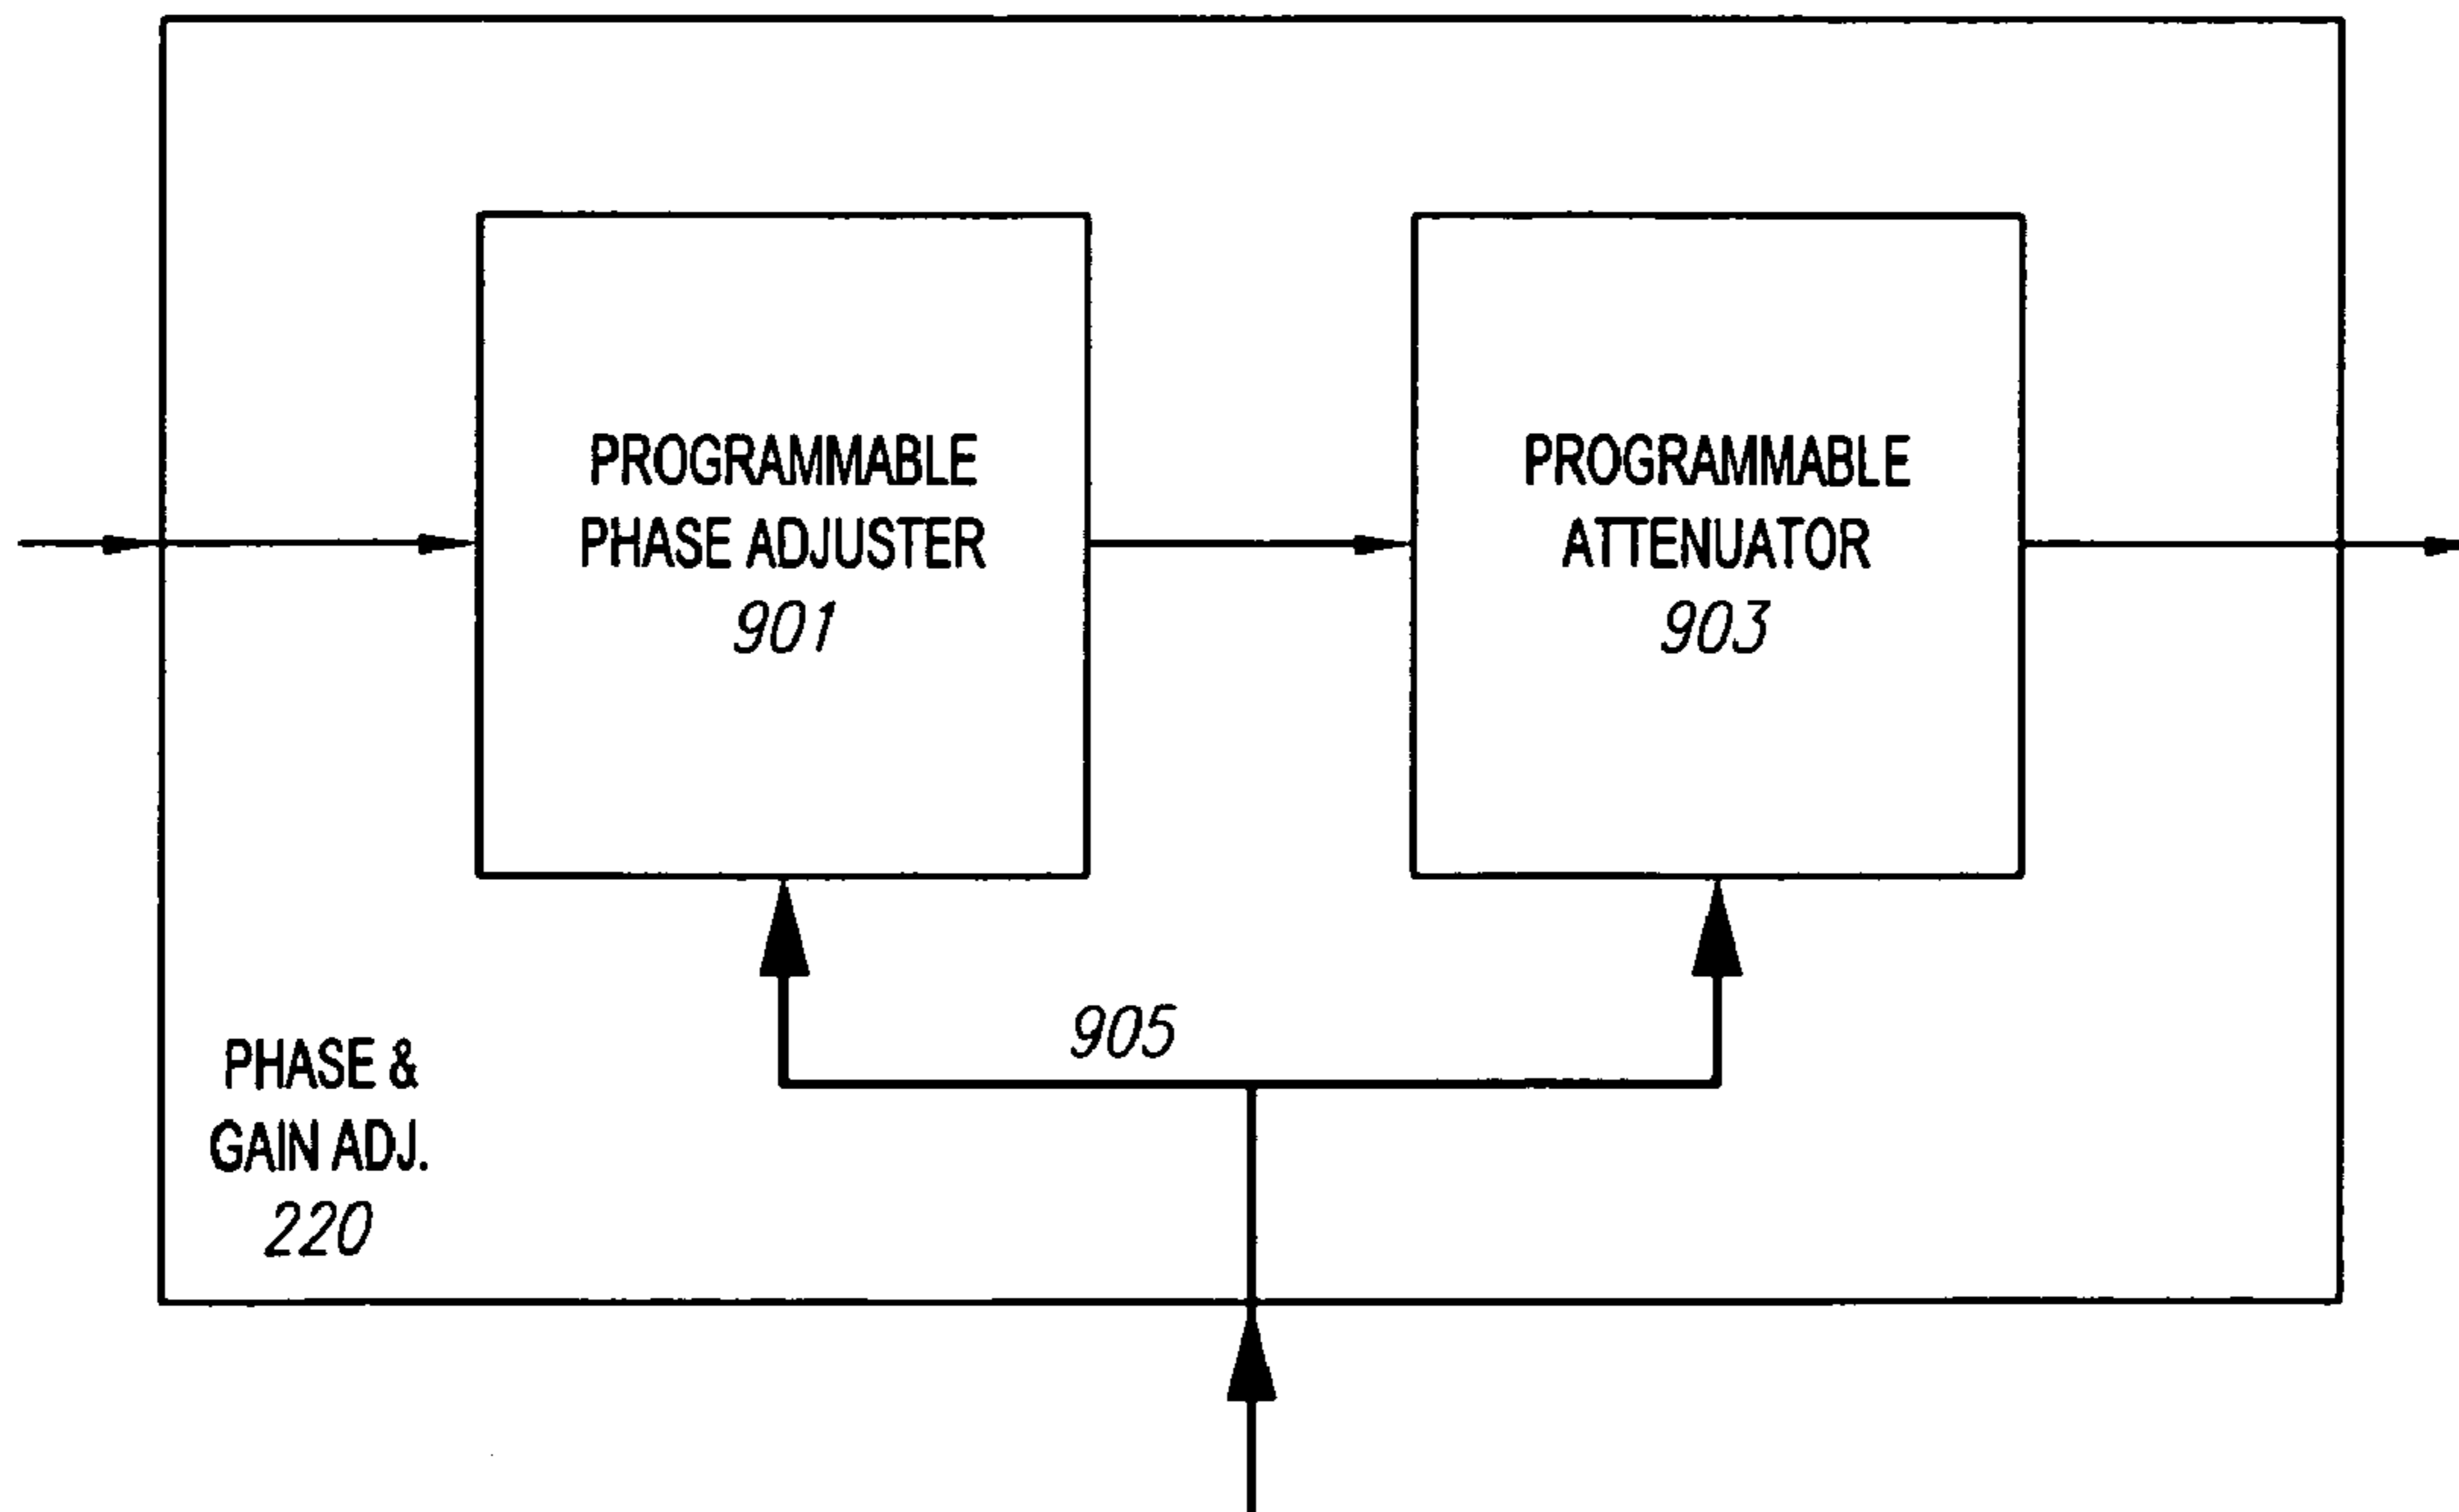 PROGRAMMABLE
PHASE ADJUSTER
901
PROGRAMMABLE
ATTENUATOR
903
905
PHASE &
GAIN ADJ.
220